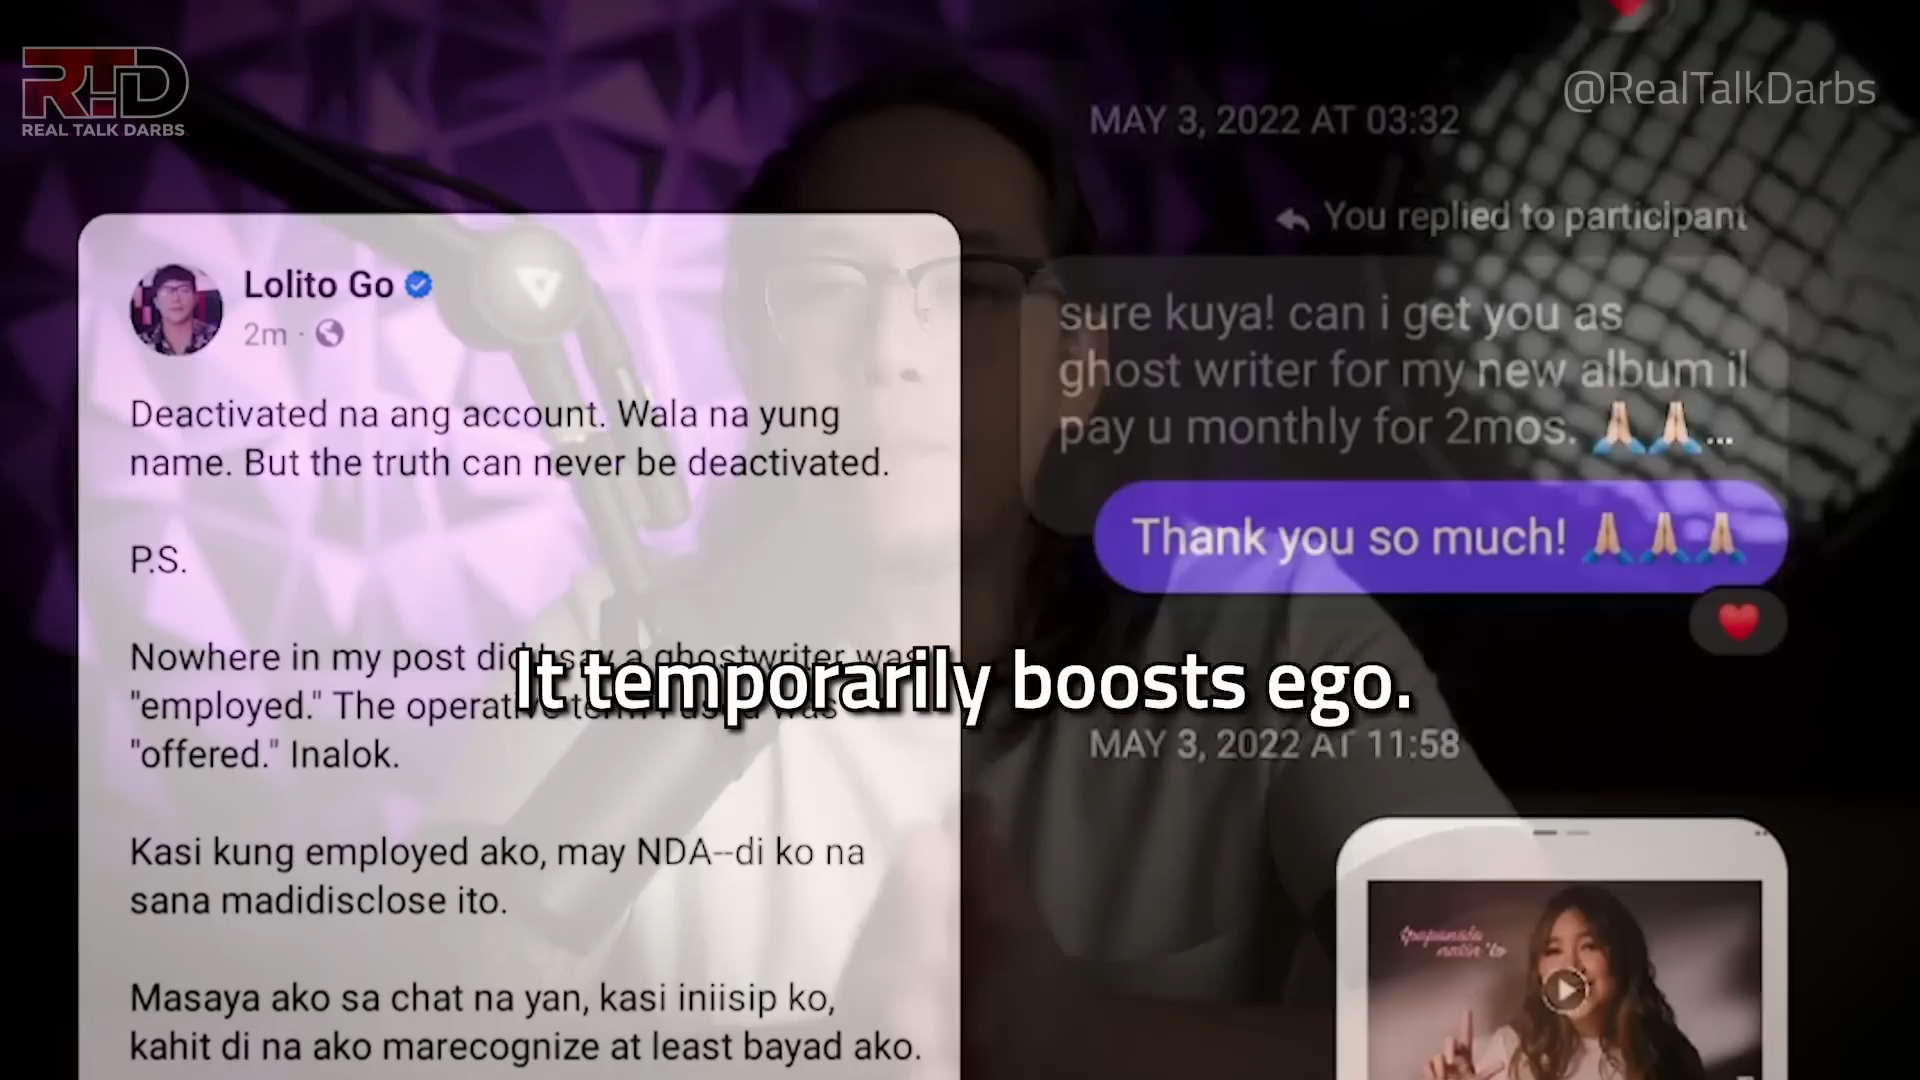 RTD
REAL TALK DARBS
@RealTalkDarbs
Lolito Go
2m ·
Deactivated na ang account. Wala na yung
name. But the truth can never be deactivated.
P.S.
Nowhere in my post did I say a ghostwriter was
"employed." The operative term I used was
"offered." Inalok.
Kasi kung employed ako, may NDA--di ko na
sana madidisclose ito.
Masaya ako sa chat na yan, kasi iniisip ko,
kahit di na ako marecognize at least bayad ako.
MAY 3, 2022 AT 03:32
You replied to participant
sure kuya! can i get you as
ghost writer for my new album il
pay u monthly for 2mos. 🙏🏻🙏🏻...
Thank you so much! 🙏🏻🙏🏻🙏🏻
MAY 3, 2022 AT 11:58
It temporarily boosts ego.